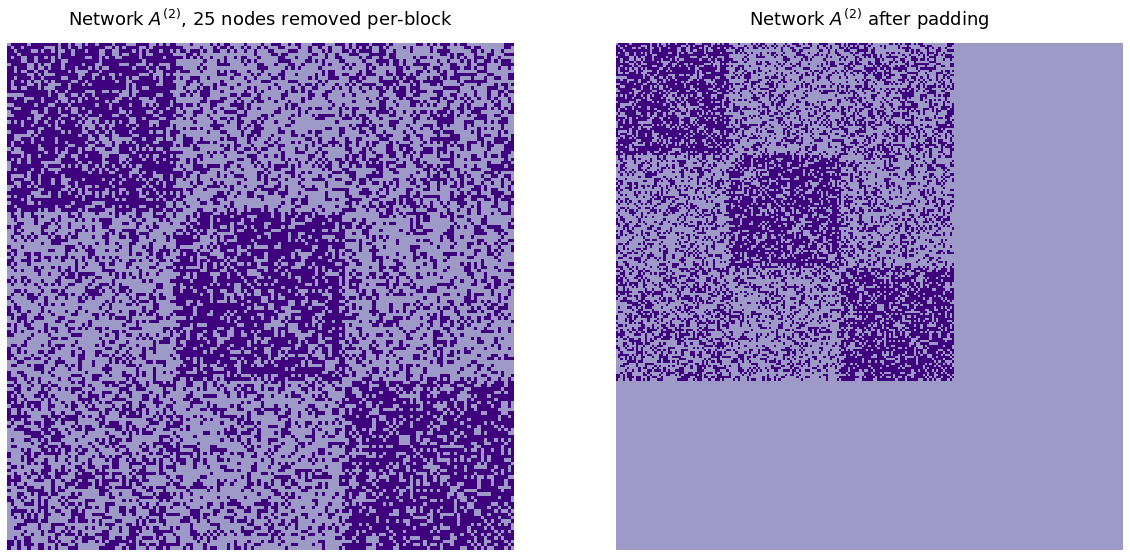 Network A^{(2)}, 25 nodes removed per-block
Network A^{(2)} after padding